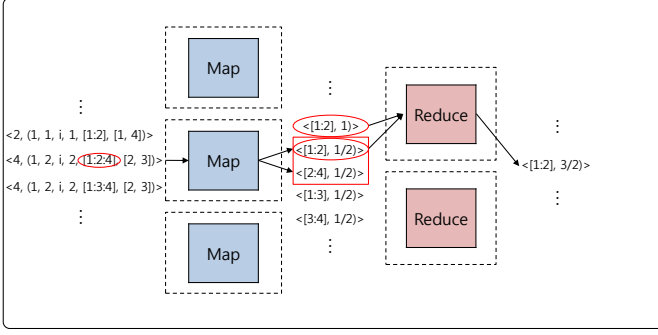 Map
⋮
<2, (1, 1, i, 1, [1:2], [1, 4])>
<4, (1, 2, i, 2, [1:2:4], [2, 3])>
<4, (1, 2, i, 2, [1:3:4], [2, 3])>
⋮
Map
Map
⋮
<[1:2], 1)>
<[1:2], 1/2)>
<[2:4], 1/2)>
<[1:3], 1/2)>
<[3:4], 1/2)>
⋮
Reduce
Reduce
⋮
<[1:2], 3/2)>
⋮